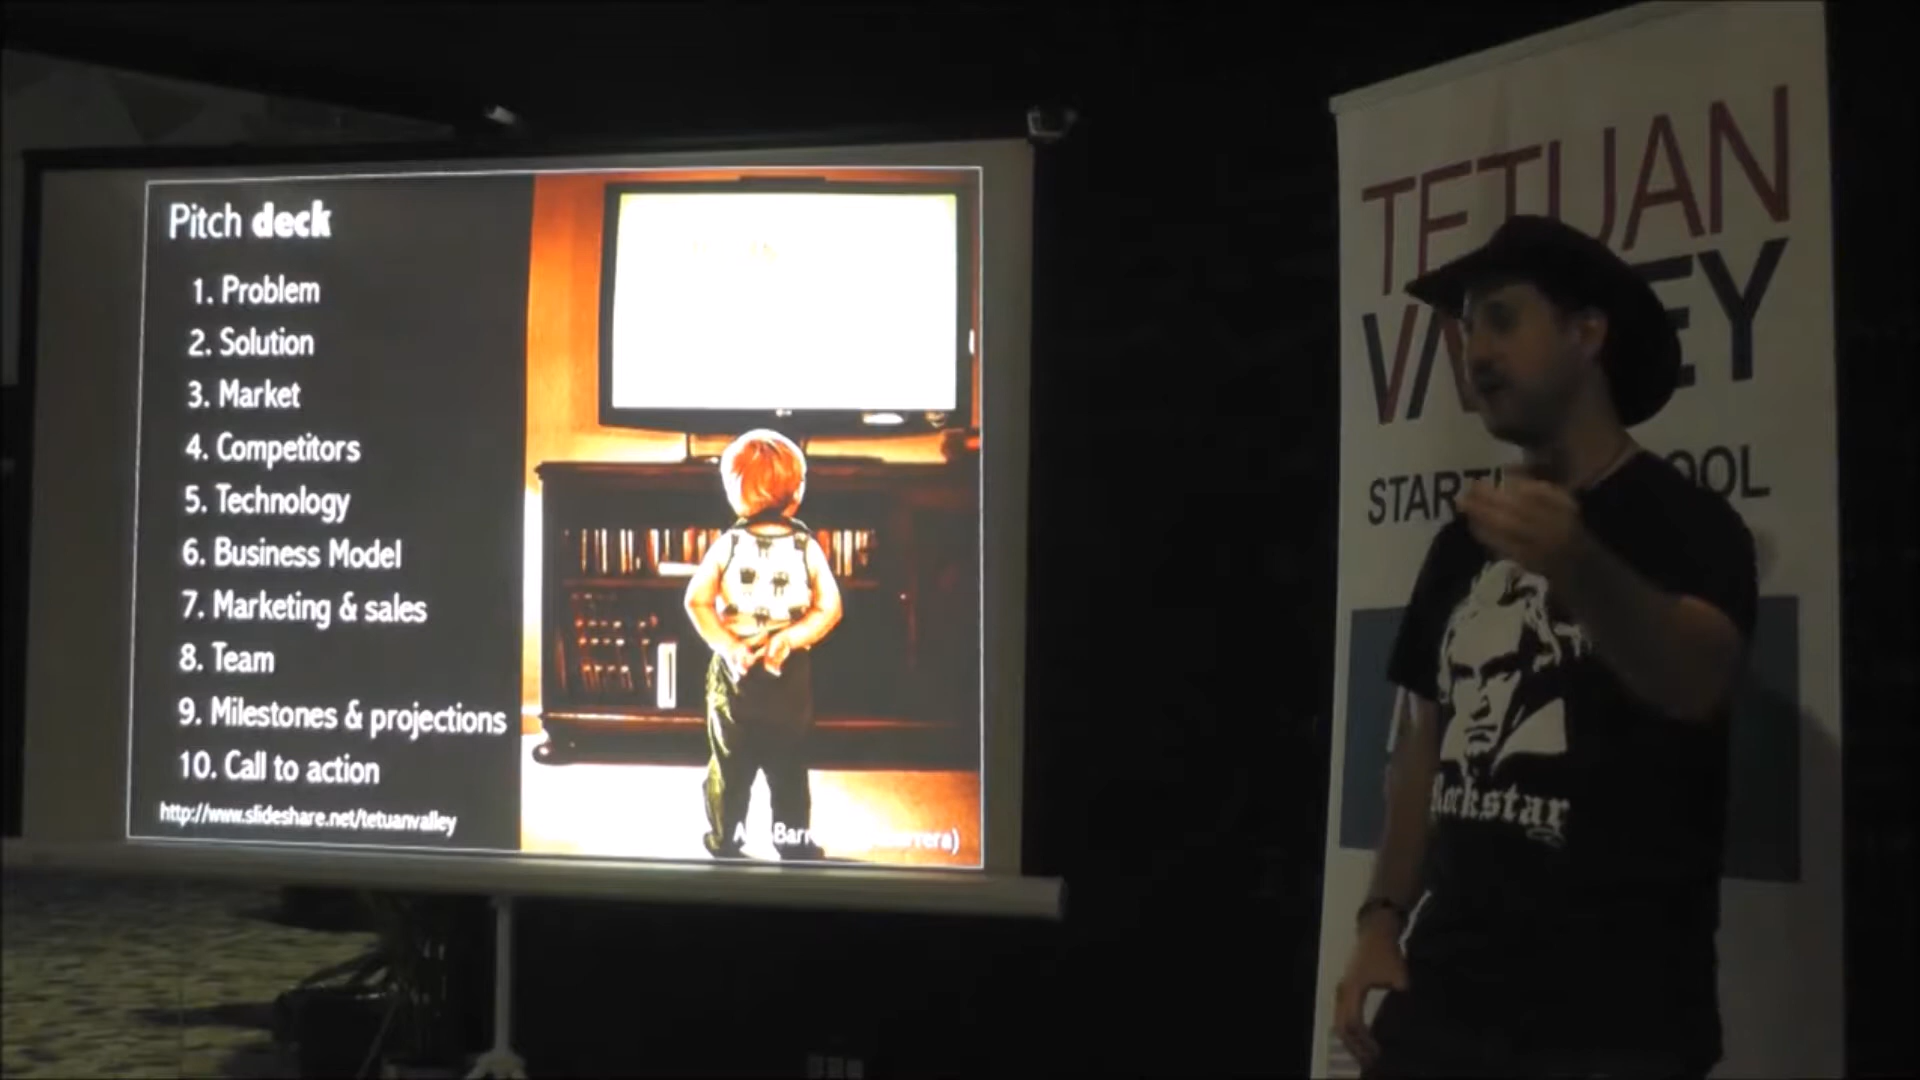 Pitch deck
1. Problem
2. Solution
3. Market
4. Competitors
5. Technology
6. Business Model
7. Marketing & sales
8. Team
9. Milestones & projections
10. Call to action
http://www.slideshare.net/tetuanvalley
TETUAN
Rockstar